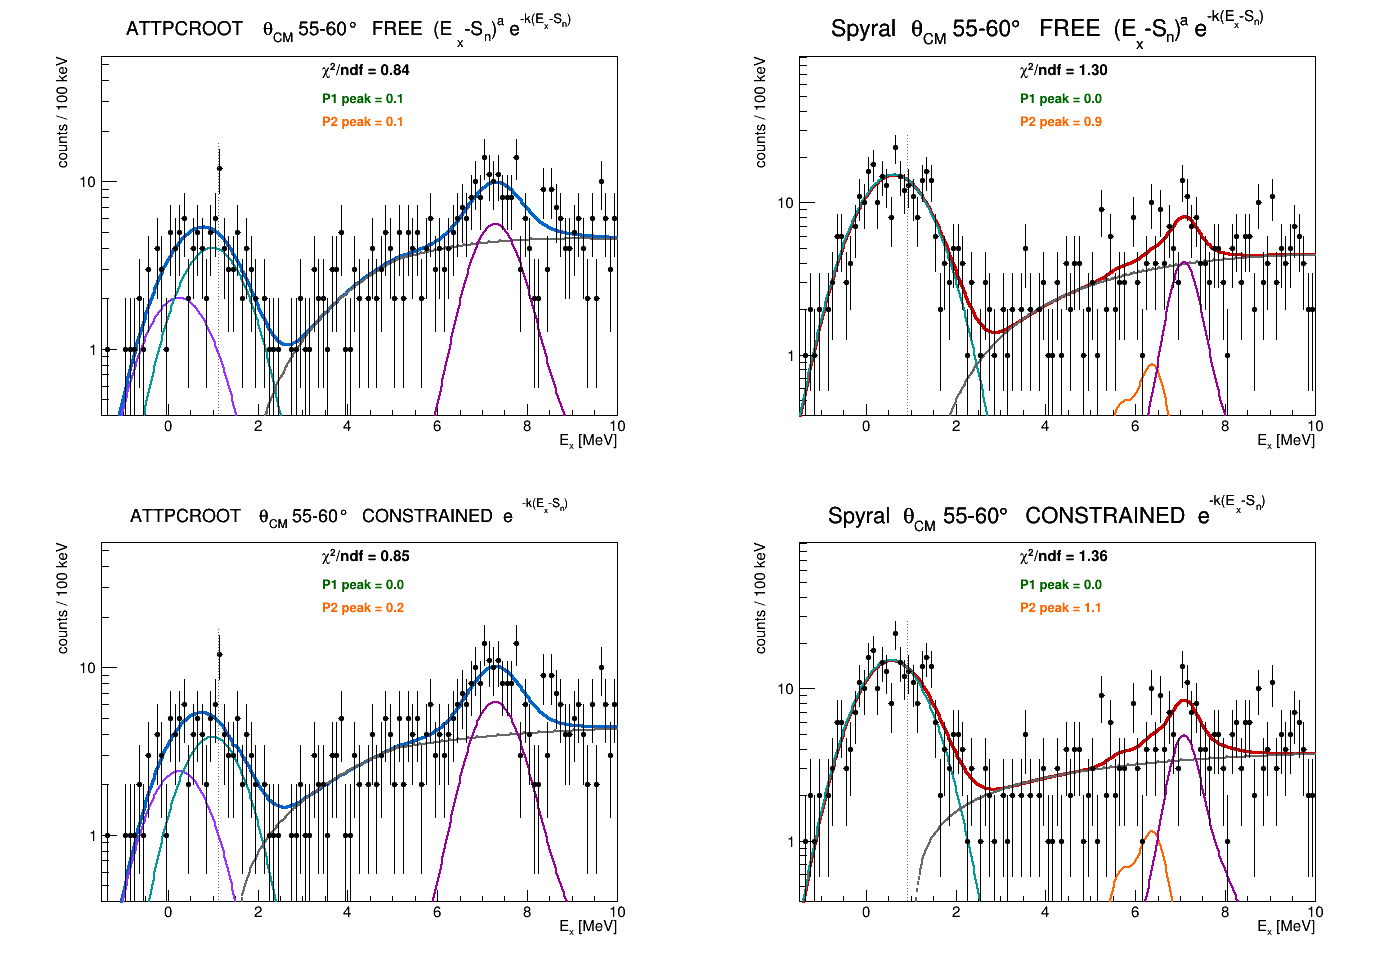 ATTPCROOT θCM 55-60° FREE (Ex-Sn)a e-k(Ex-Sn)
counts / 100 keV
χ2/ndf = 0.84
P1 peak = 0.1
P2 peak = 0.1
10
1
0 2 4 6 8 10
Ex [MeV]
Spyral θCM 55-60° FREE (Ex-Sn)a e-k(Ex-Sn)
counts / 100 keV
χ2/ndf = 1.30
P1 peak = 0.0
P2 peak = 0.9
10
1
0 2 4 6 8 10
Ex [MeV]
ATTPCROOT θCM 55-60° CONSTRAINED e-k(Ex-Sn)
counts / 100 keV
χ2/ndf = 0.85
P1 peak = 0.0
P2 peak = 0.2
10
1
0 2 4 6 8 10
Ex [MeV]
Spyral θCM 55-60° CONSTRAINED e-k(Ex-Sn)
counts / 100 keV
χ2/ndf = 1.36
P1 peak = 0.0
P2 peak = 1.1
10
1
0 2 4 6 8 10
Ex [MeV]